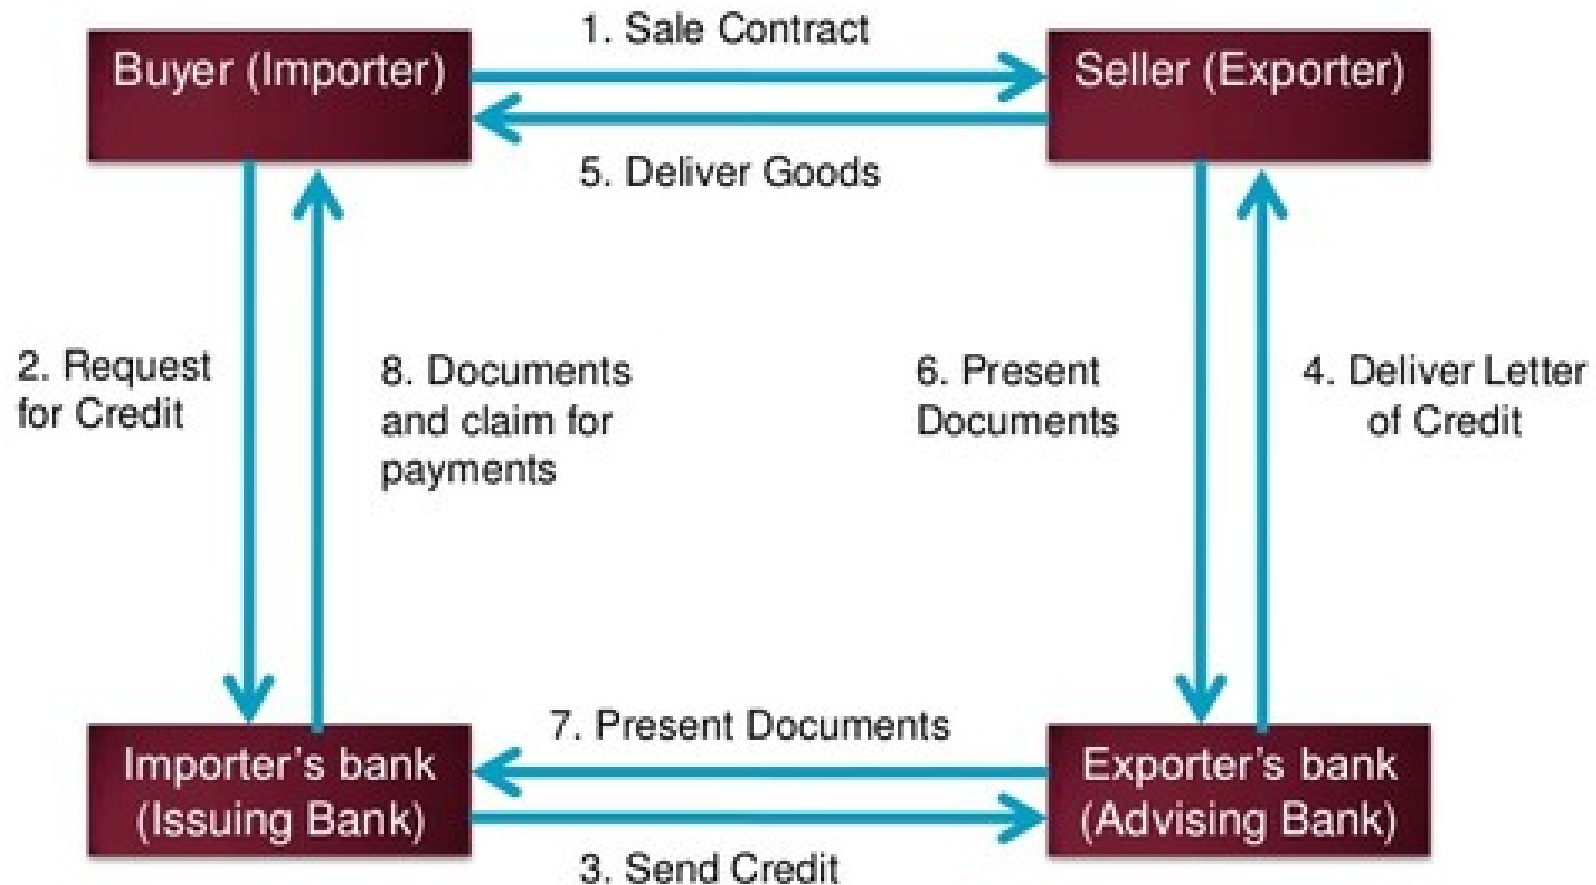 1. Sale Contract
Buyer (Importer)
Seller (Exporter)
5. Deliver Goods
2. Request
for Credit
8. Documents
and claim for
payments
6. Present
Documents
4. Deliver Letter
of Credit
7. Present Documents
Importer's bank
(Issuing Bank)
Exporter's bank
(Advising Bank)
3. Send Credit